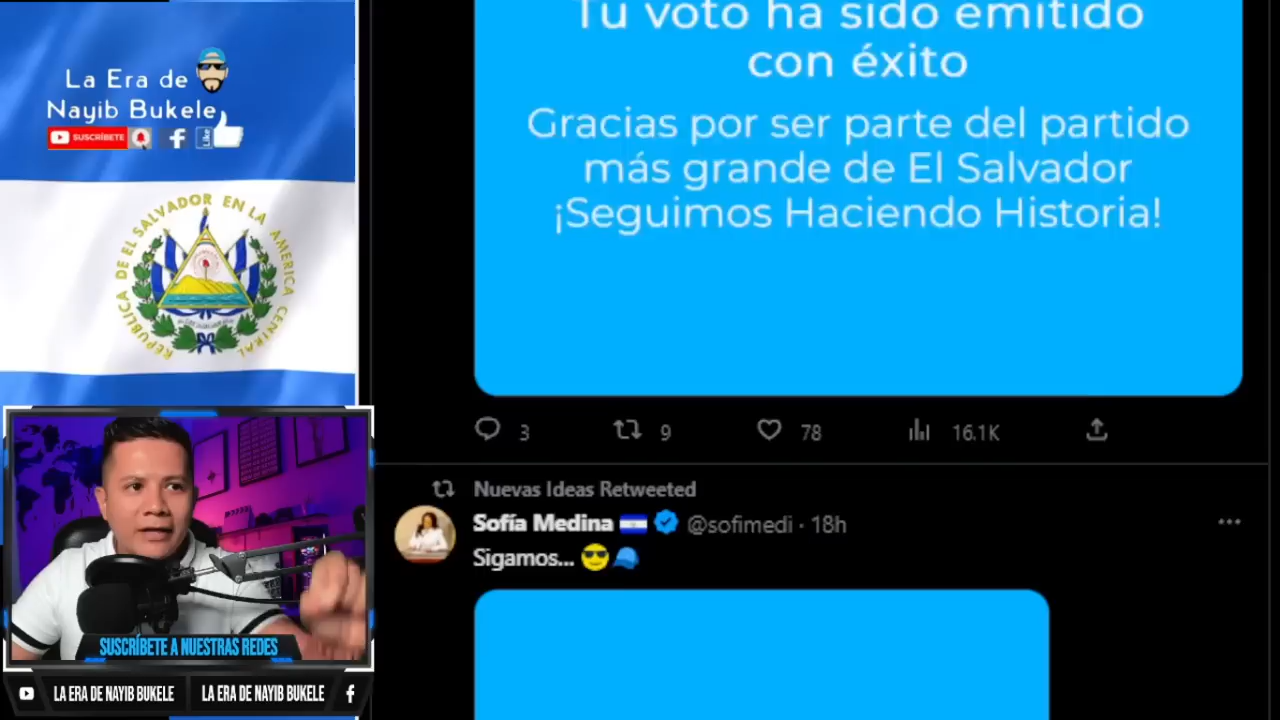 La Era de
Nayib Bukele
SUSCRÍBETE
Like
REPUBLICA DE EL SALVADOR EN LA AMERICA CENTRAL
Tu voto ha sido emitido
con éxito
Gracias por ser parte del partido
más grande de El Salvador
¡Seguimos Haciendo Historia!
3 9 78 16.1K
Nuevas Ideas Retweeted
Sofía Medina @sofimedi · 18h
Sigamos...
SUSCRÍBETE A NUESTRAS REDES
LA ERA DE NAYIB BUKELE
LA ERA DE NAYIB BUKELE